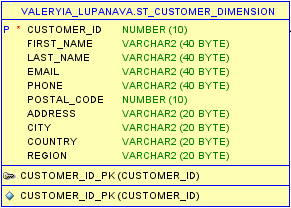 VALERYIA_LUPANAVA.ST_CUSTOMER_DIMENSION
P * CUSTOMER_ID NUMBER (10)
FIRST_NAME VARCHAR2 (40 BYTE)
LAST_NAME VARCHAR2 (40 BYTE)
EMAIL VARCHAR2 (40 BYTE)
PHONE VARCHAR2 (40 BYTE)
POSTAL_CODE NUMBER (10)
ADDRESS VARCHAR2 (20 BYTE)
CITY VARCHAR2 (20 BYTE)
COUNTRY VARCHAR2 (20 BYTE)
REGION VARCHAR2 (20 BYTE)
CUSTOMER_ID_PK (CUSTOMER_ID)
CUSTOMER_ID_PK (CUSTOMER_ID)